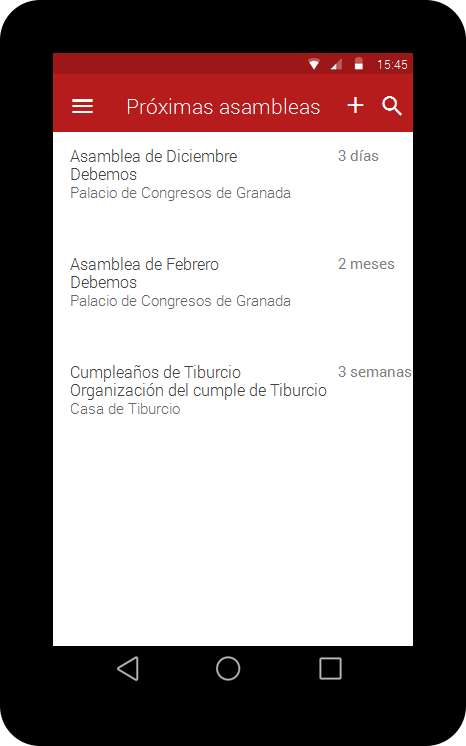 15:45
Próximas asambleas
Asamblea de Diciembre 3 días
Debemos
Palacio de Congresos de Granada
Asamblea de Febrero 2 meses
Debemos
Palacio de Congresos de Granada
Cumpleaños de Tiburcio 3 semanas
Organización del cumple de Tiburcio
Casa de Tiburcio